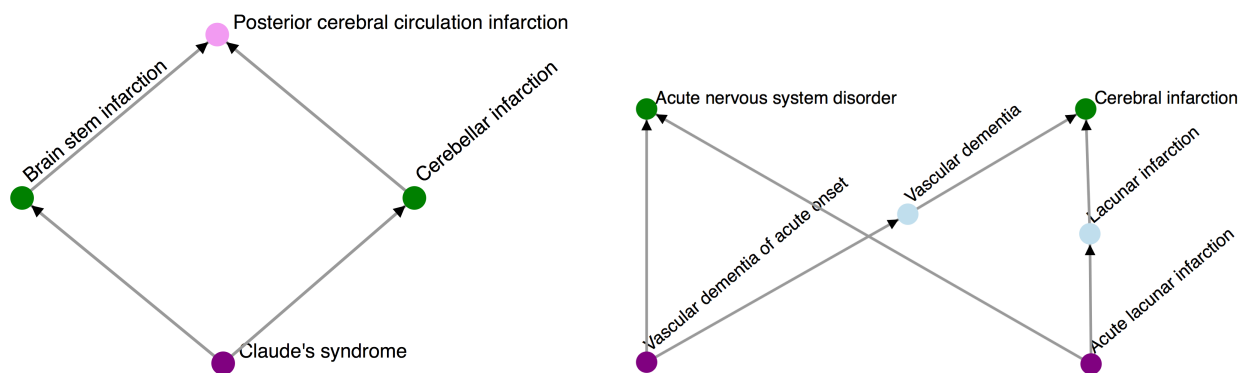 Posterior cerebral circulation infarction
Brain stem infarction
Cerebellar infarction
Claude's syndrome
Acute nervous system disorder
Cerebral infarction
Vascular dementia
Lacunar infarction
Vascular dementia of acute onset
Acute lacunar infarction